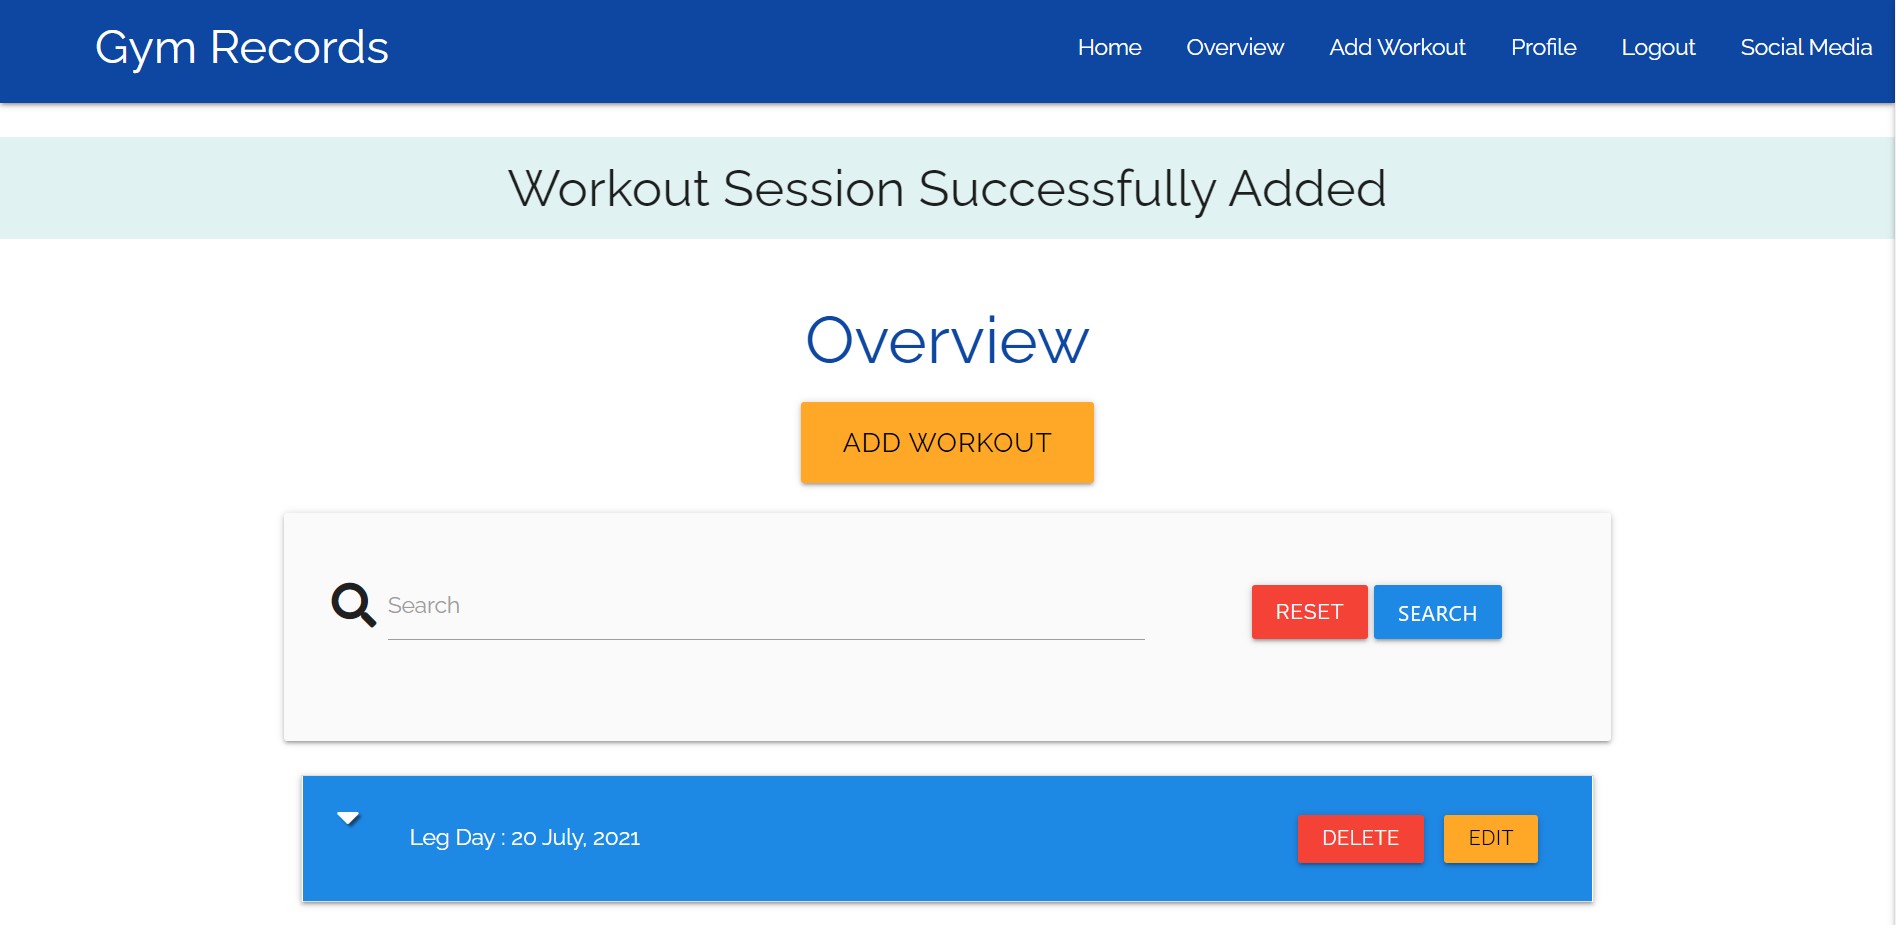 Gym Records
Home Overview Add Workout Profile Logout Social Media
Workout Session Successfully Added
Overview
ADD WORKOUT
Search RESET SEARCH
Leg Day : 20 July, 2021 DELETE EDIT